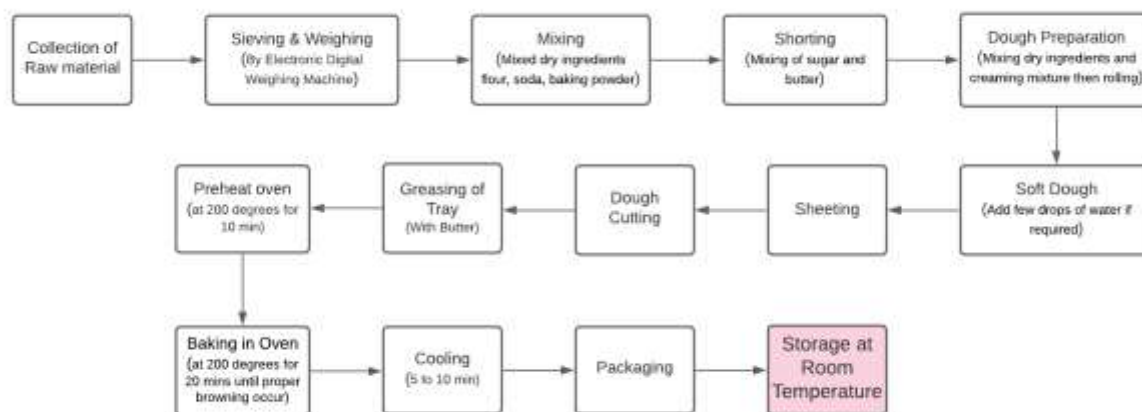 Collection of
Raw material
Sieving & Weighing
(By Electronic Digital
Weighing Machine)
Mixing
(Mixed dry ingredients
flour, soda, baking powder)
Shorting
(Mixing of sugar and
butter)
Dough Preparation
(Mixing dry ingredients and
creaming mixture then rolling)
Soft Dough
(Add few drops of water if
required)
Sheeting
Dough
Cutting
Greasing of
Tray
(With Butter)
Preheat oven
(at 200 degrees for
10 min)
Baking in Oven
(at 200 degrees for
20 mins until proper
browning occur)
Cooling
(5 to 10 min)
Packaging
Storage at
Room
Temperature